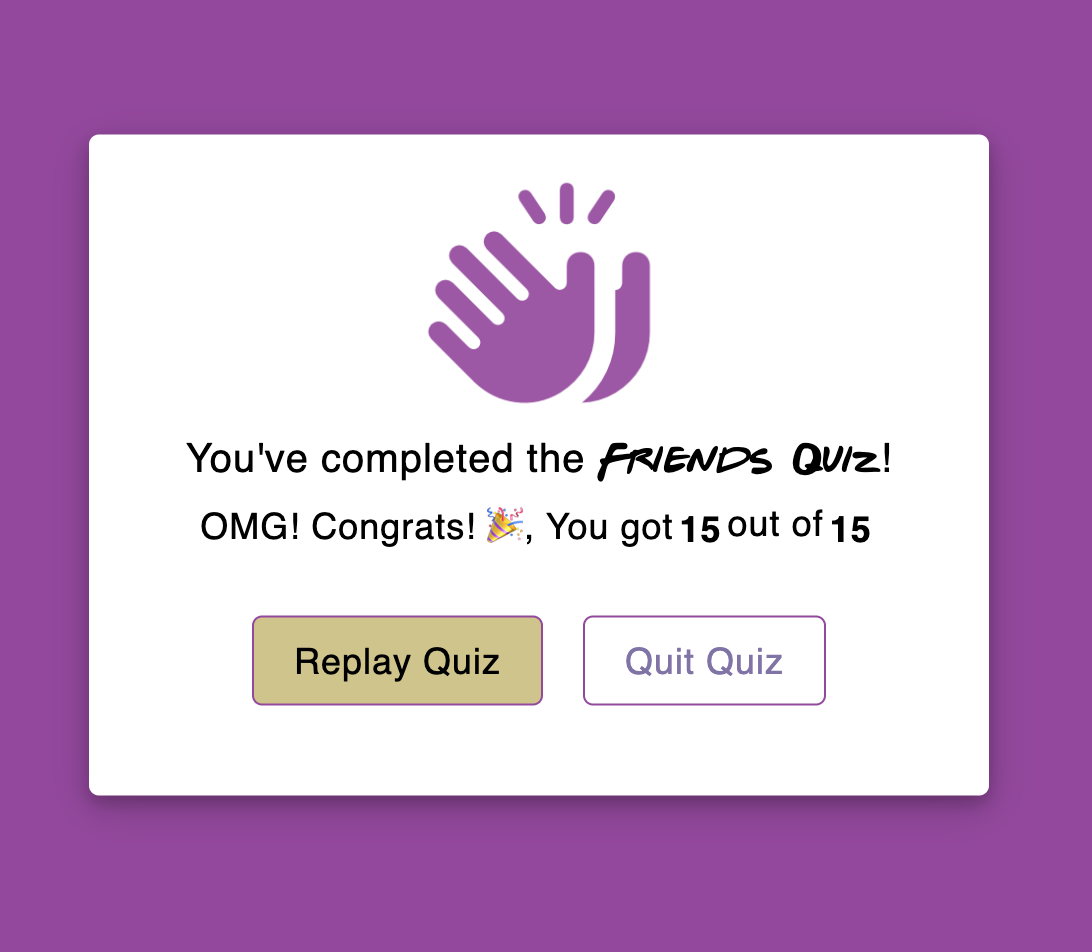 You've completed the Friends Quiz!
OMG! Congrats! 🎉, You got 15 out of 15
Replay Quiz
Quit Quiz